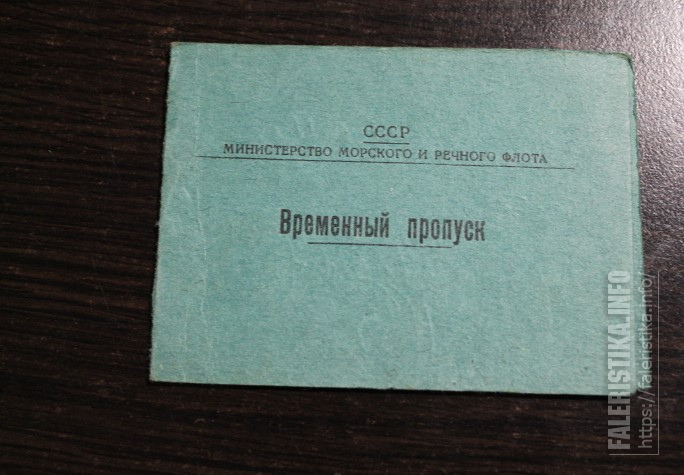 СССР
МИНИСТЕРСТВО МОРСКОГО И РЕЧНОГО ФЛОТА
Временный пропуск
FALERISTIKA.INFO
https://faleristika.info/